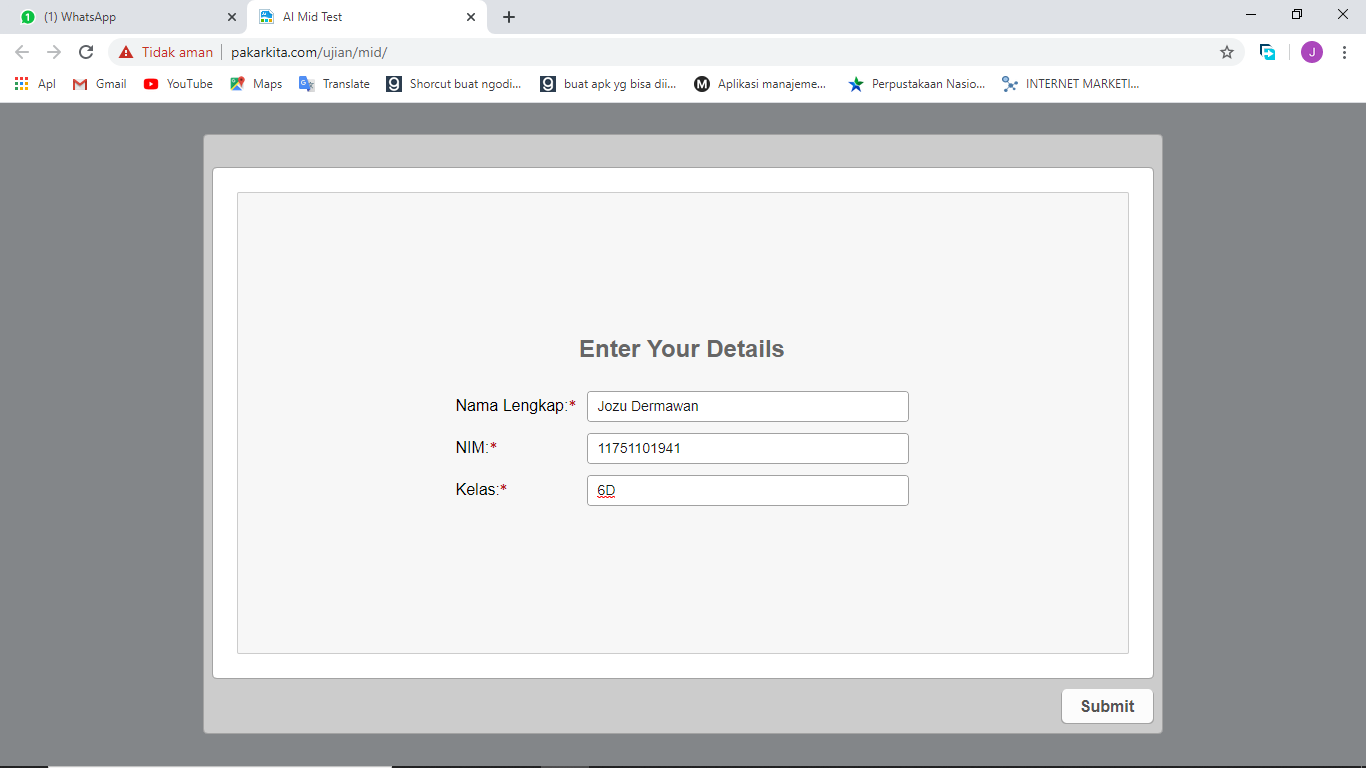 (1) WhatsApp
AI Mid Test
Tidak aman
pakarkita.com/ujian/mid/
J
Apl
Gmail
YouTube
Maps
Translate
Shorcut buat ngodi...
buat apk yg bisa dii...
M
Aplikasi manajeme...
Perpustakaan Nasio...
INTERNET MARKETI...
Enter Your Details
Nama Lengkap:* Jozu Dermawan
NIM:* 11751101941
Kelas:* 6D
Submit